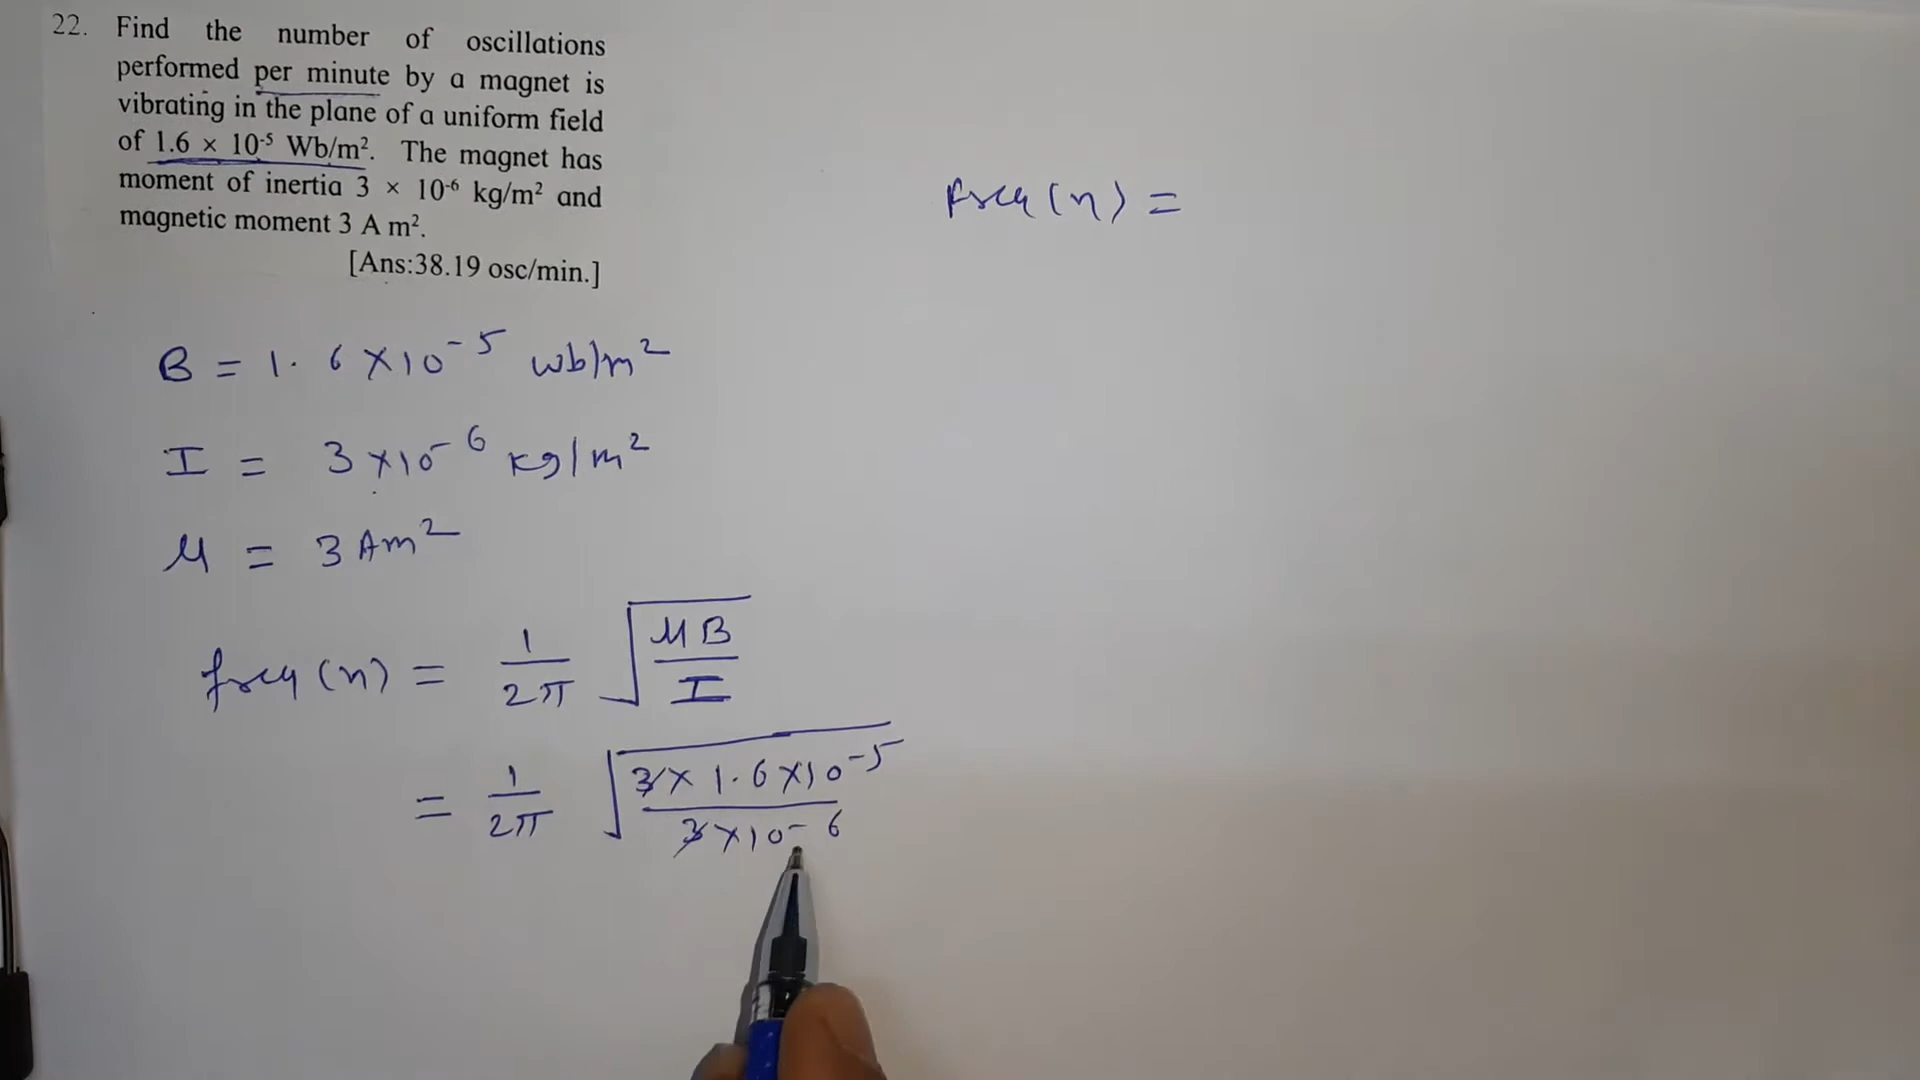 22. Find the number of oscillations
performed per minute by a magnet is
vibrating in the plane of a uniform field
of 1.6 × 10⁻⁵ Wb/m². The magnet has
moment of inertia 3 × 10⁻⁶ kg/m² and
magnetic moment 3 A m².
[Ans:38.19 osc/min.]
B = 1.6 × 10⁻⁵ wb/m²
I = 3 × 10⁻⁶ kg/m²
M = 3 Am²
freq (n) = 1/2π √(MB/I)
= 1/2π √(3 × 1.6 × 10⁻⁵ / 3 × 10⁻⁶)
freq (n) =